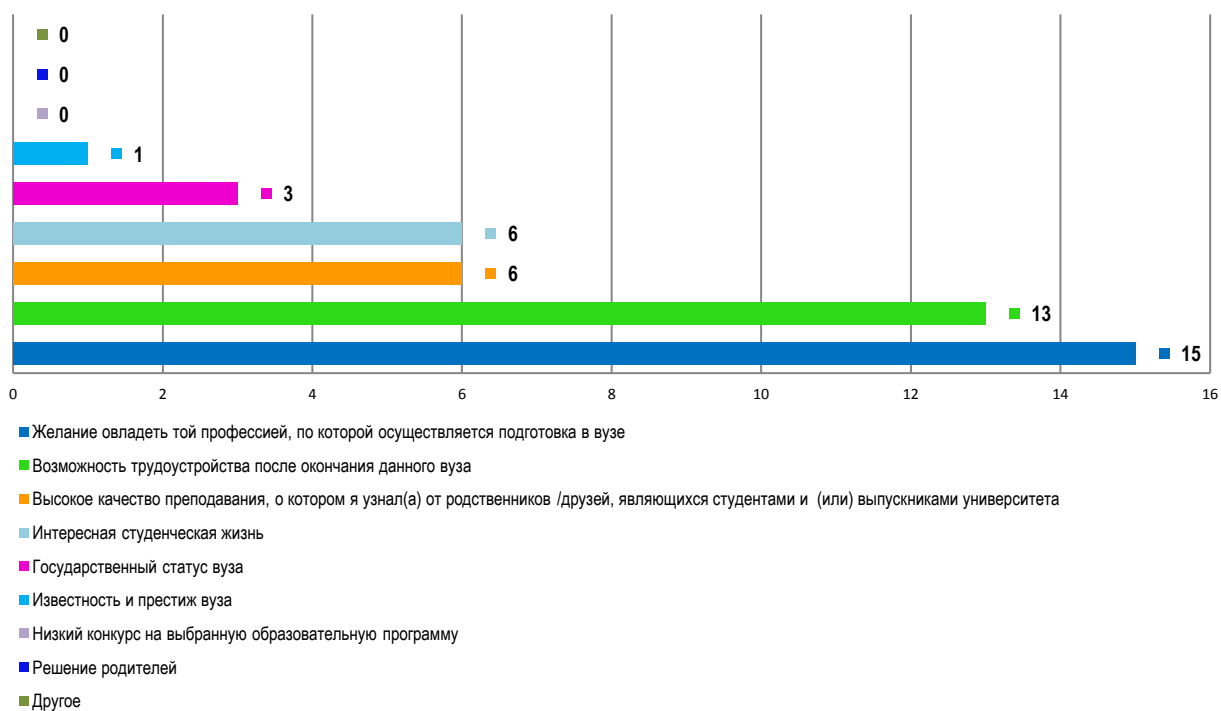 0
0
0
1
3
6
6
13
15
0 2 4 6 8 10 12 14 16
Желание овладеть той профессией, по которой осуществляется подготовка в вузе
Возможность трудоустройства после окончания данного вуза
Высокое качество преподавания, о котором я узнал(а) от родственников /друзей, являющихся студентами и (или) выпускниками университета
Интересная студенческая жизнь
Государственный статус вуза
Известность и престиж вуза
Низкий конкурс на выбранную образовательную программу
Решение родителей
Другое